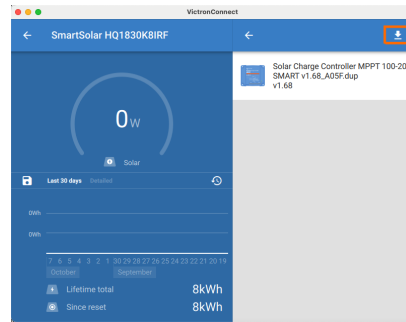 VictronConnect
SmartSolar HQ1830K8IRF
0W
Solar
Last 30 days Detailed
0Wh
0Wh
7 6 5 4 3 2 1 30 29 28 27 26 25 24 23 22 21 20 19
October September
Lifetime total 8kWh
Since reset 8kWh
Solar Charge Controller MPPT 100-20
SMART v1.68_A05F.dup
v1.68